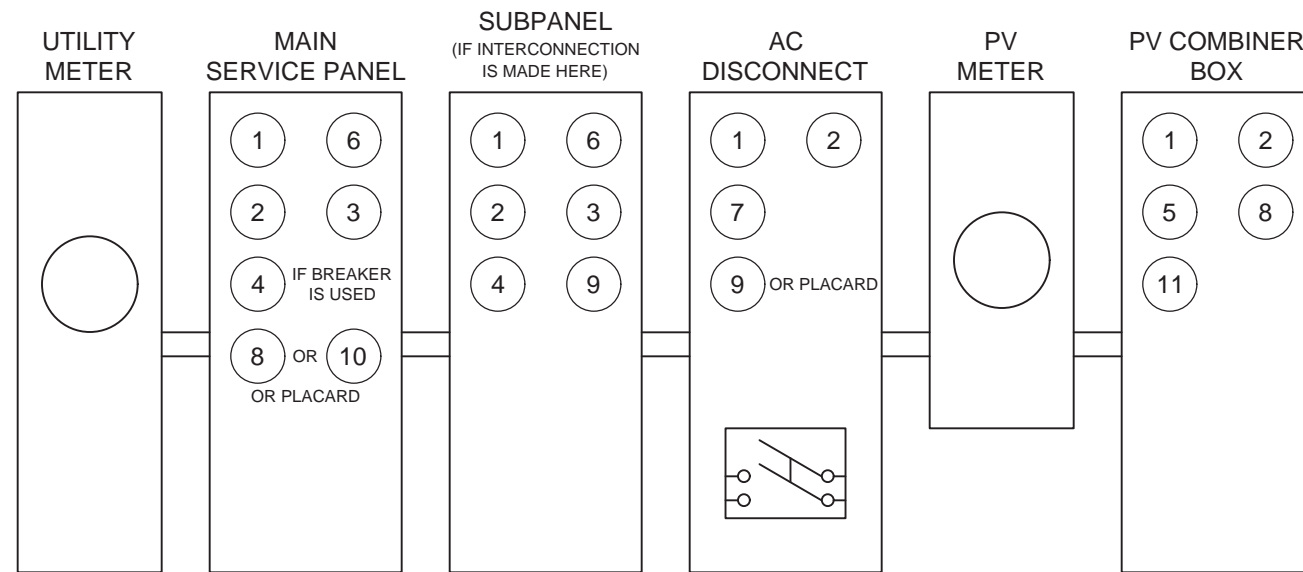 UTILITY
METER
MAIN
SERVICE PANEL
SUBPANEL
(IF INTERCONNECTION
IS MADE HERE)
AC
DISCONNECT
PV
METER
PV COMBINER
BOX
1 6
2 3
4 IF BREAKER
IS USED
8 OR 10
OR PLACARD
1 6
2 3
4 9
1 2
7
9 OR PLACARD
1 2
5 8
11